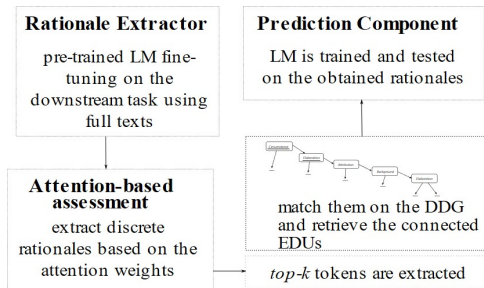 Rationale Extractor
pre-trained LM fine-
tuning on the
downstream task using
full texts
Attention-based
assessment
extract discrete
rationales based on the
attention weights
top-k tokens are extracted
match them on the DDG
and retrieve the connected
EDUs
Prediction Component
LM is trained and tested
on the obtained rationales